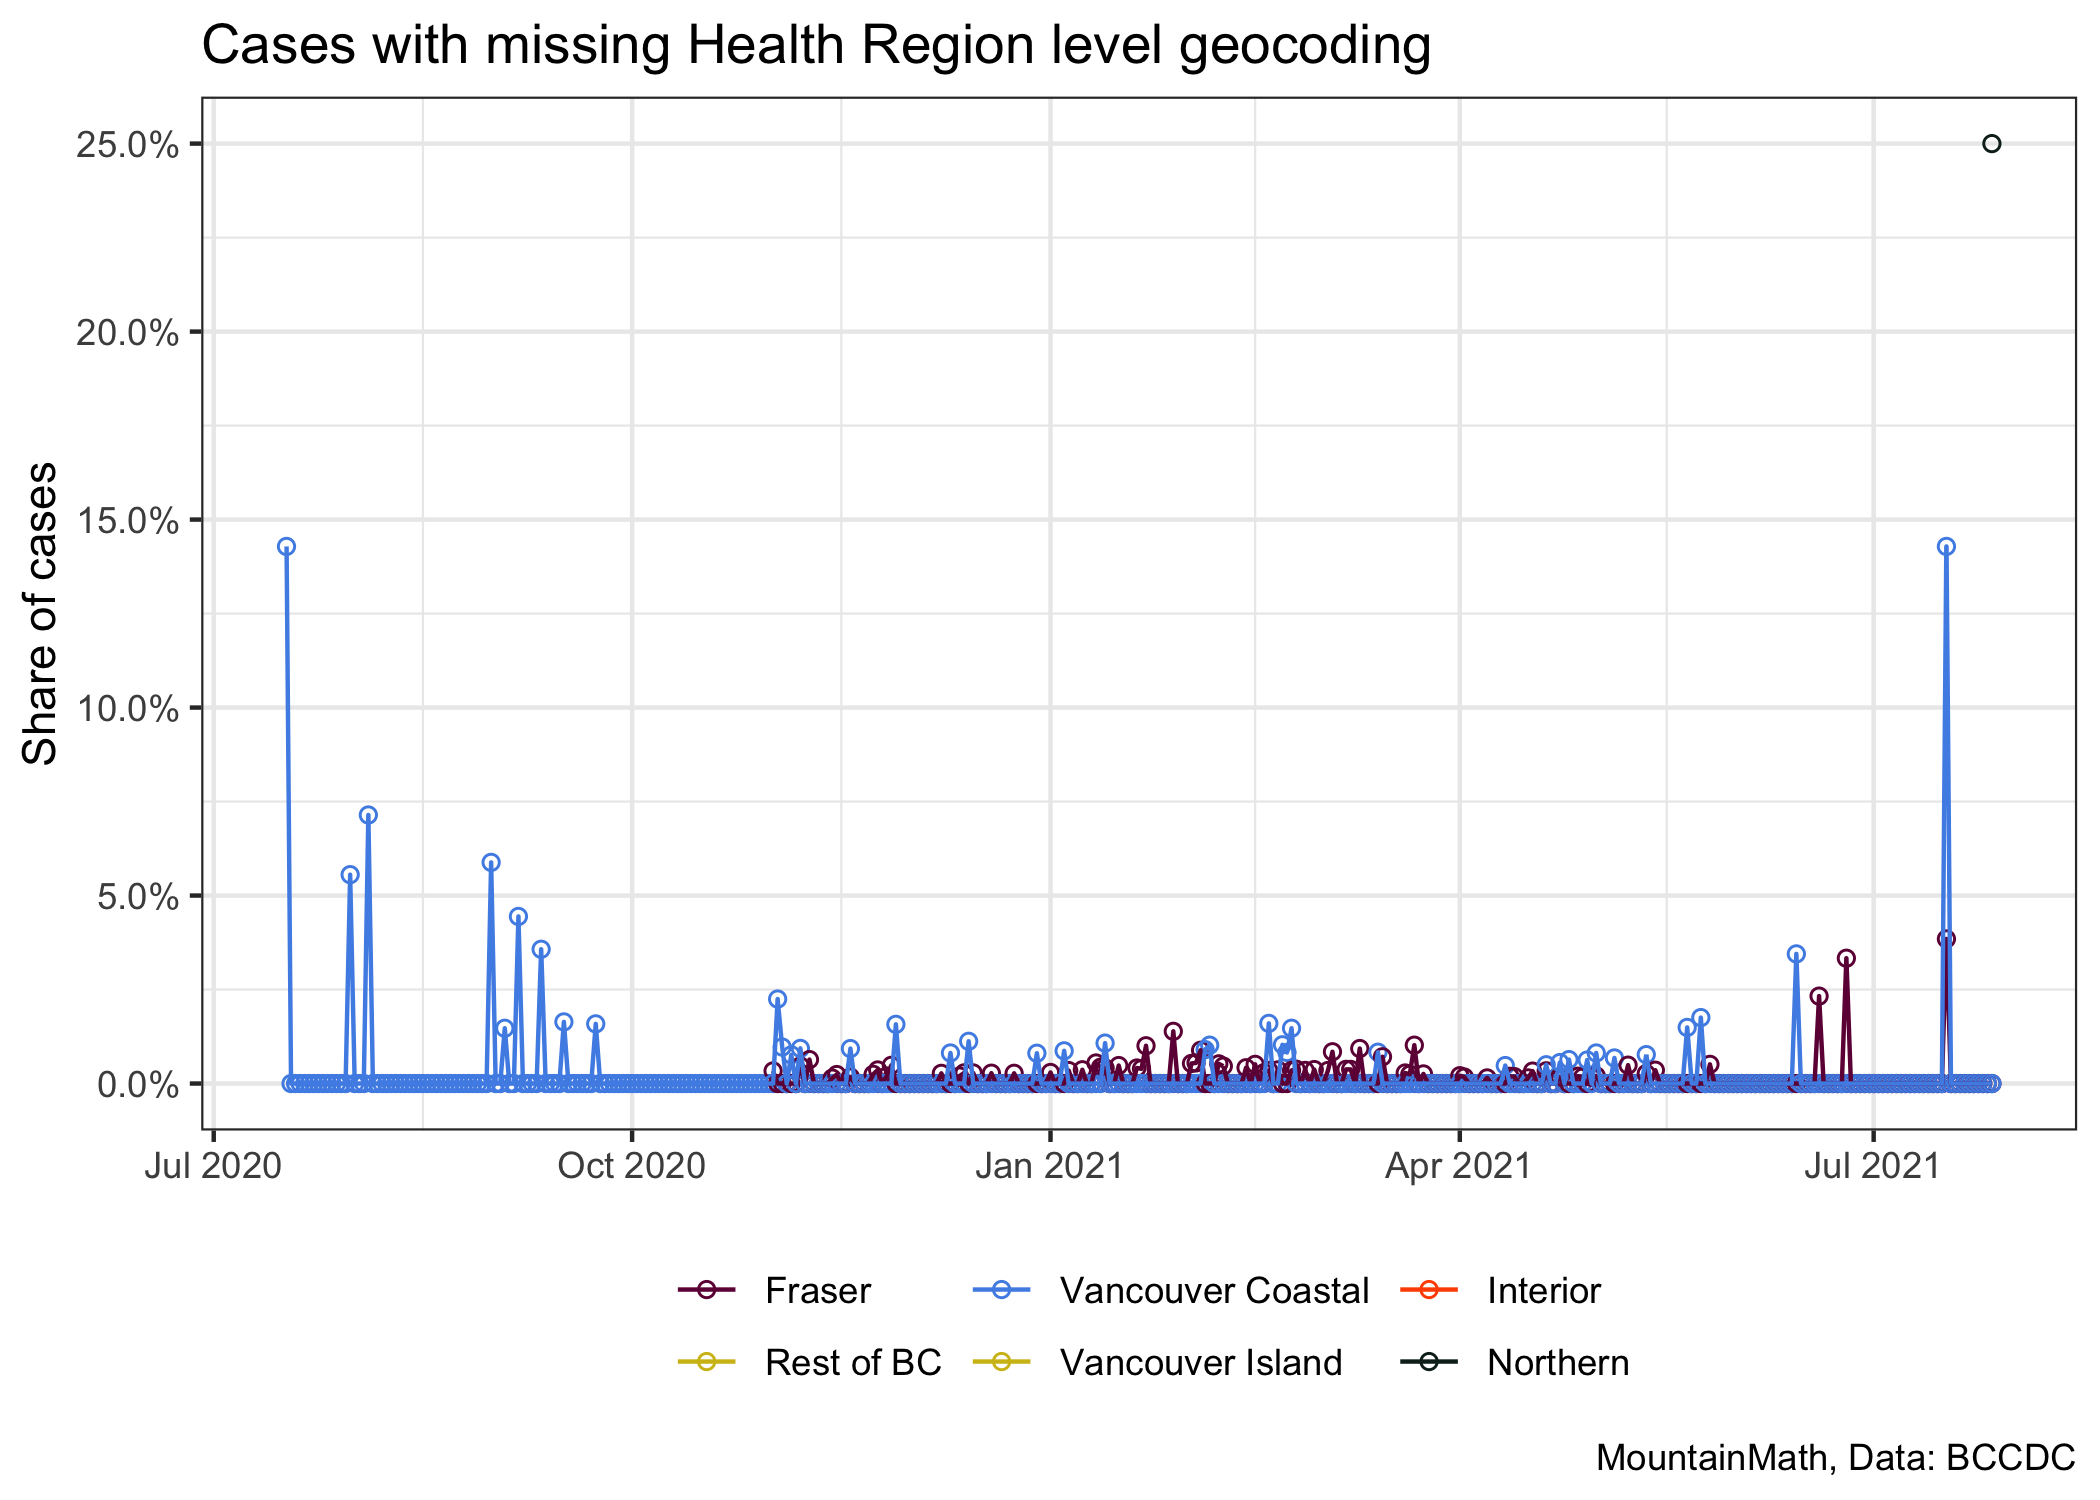 Cases with missing Health Region level geocoding
Share of cases
25.0%
20.0%
15.0%
10.0%
5.0%
0.0%
Jul 2020 Oct 2020 Jan 2021 Apr 2021 Jul 2021
Fraser Vancouver Coastal Interior
Rest of BC Vancouver Island Northern
MountainMath, Data: BCCDC